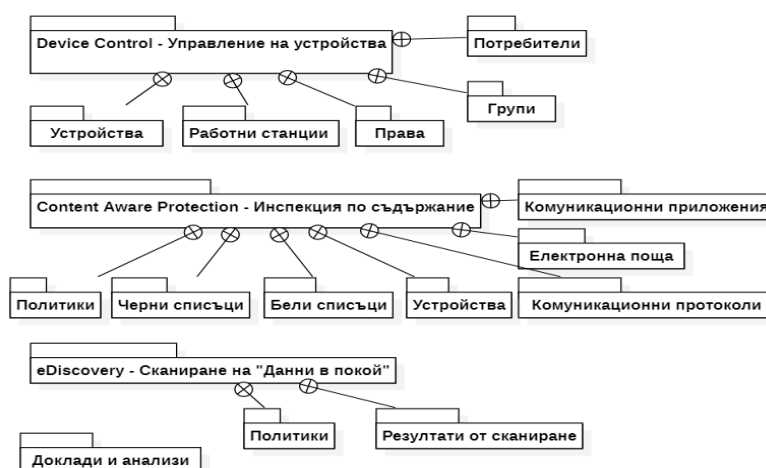 Device Control - Управление на устройства
Потребители
Групи
Устройства
Работни станции
Права
Content Aware Protection - Инспекция по съдържание
Комуникационни приложения
Електронна поща
Политики
Черни списъци
Бели списъци
Устройства
Комуникационни протоколи
eDiscovery - Сканиране на "Данни в покой"
Политики
Резултати от сканиране
Доклади и анализи